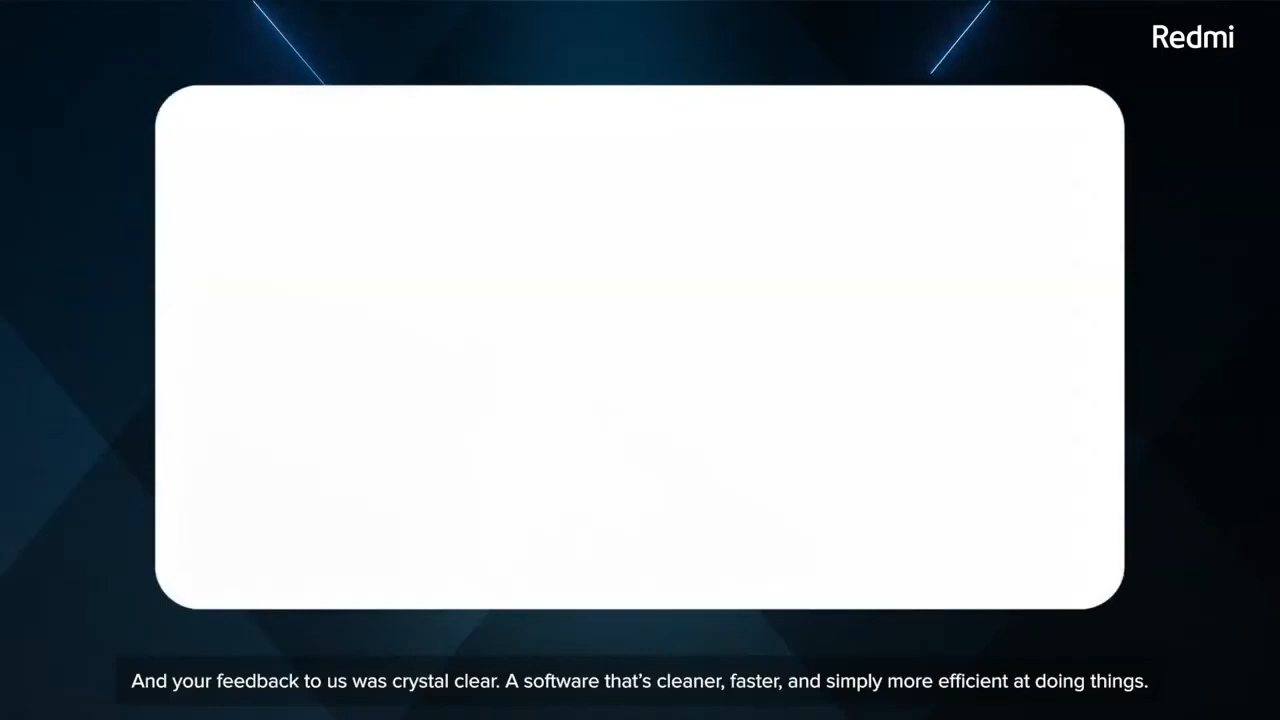 Redmi
And your feedback to us was crystal clear. A software that's cleaner, faster, and simply more efficient at doing things.